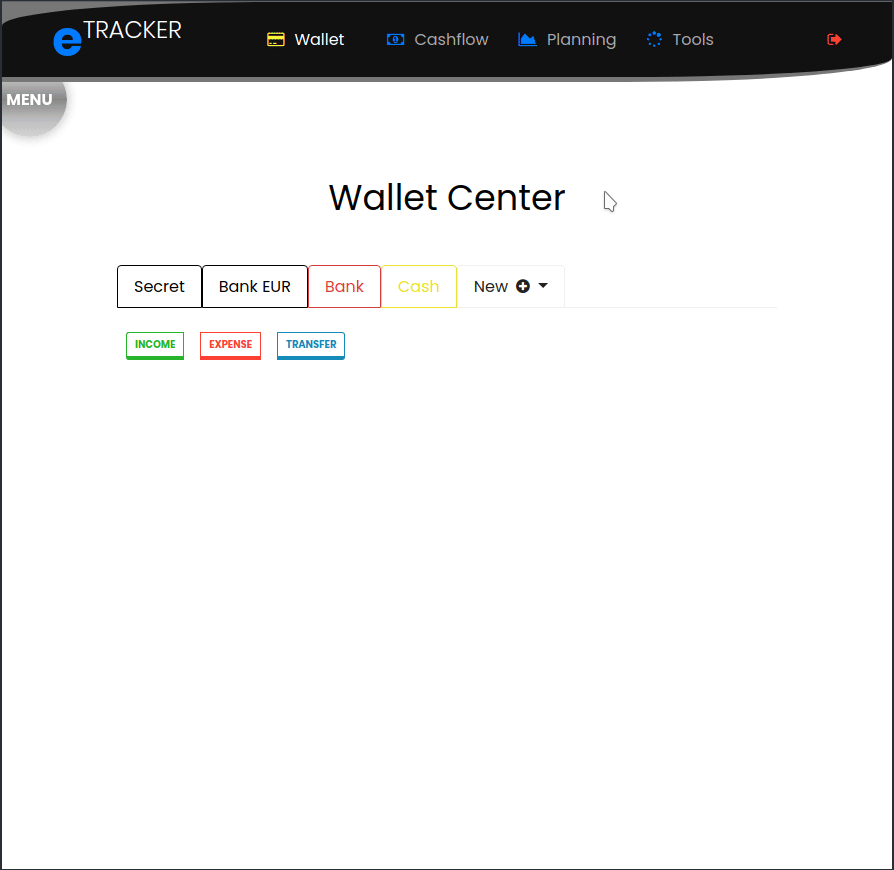 eTRACKER Wallet Cashflow Planning Tools
MENU
Wallet Center
Secret Bank EUR Bank Cash New
INCOME EXPENSE TRANSFER